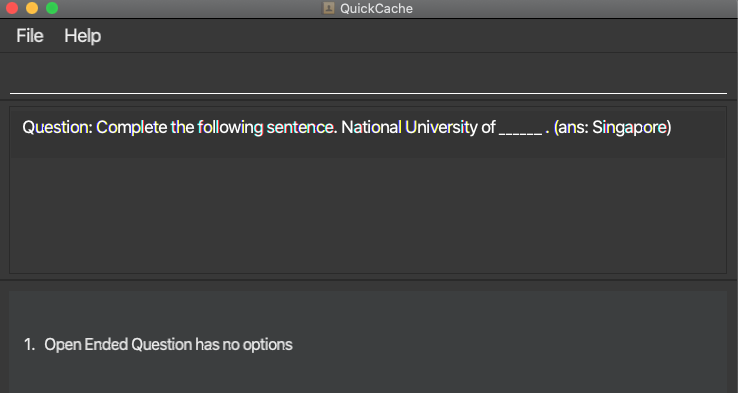 QuickCache
File Help
Question: Complete the following sentence. National University of ______ . (ans: Singapore)
1. Open Ended Question has no options